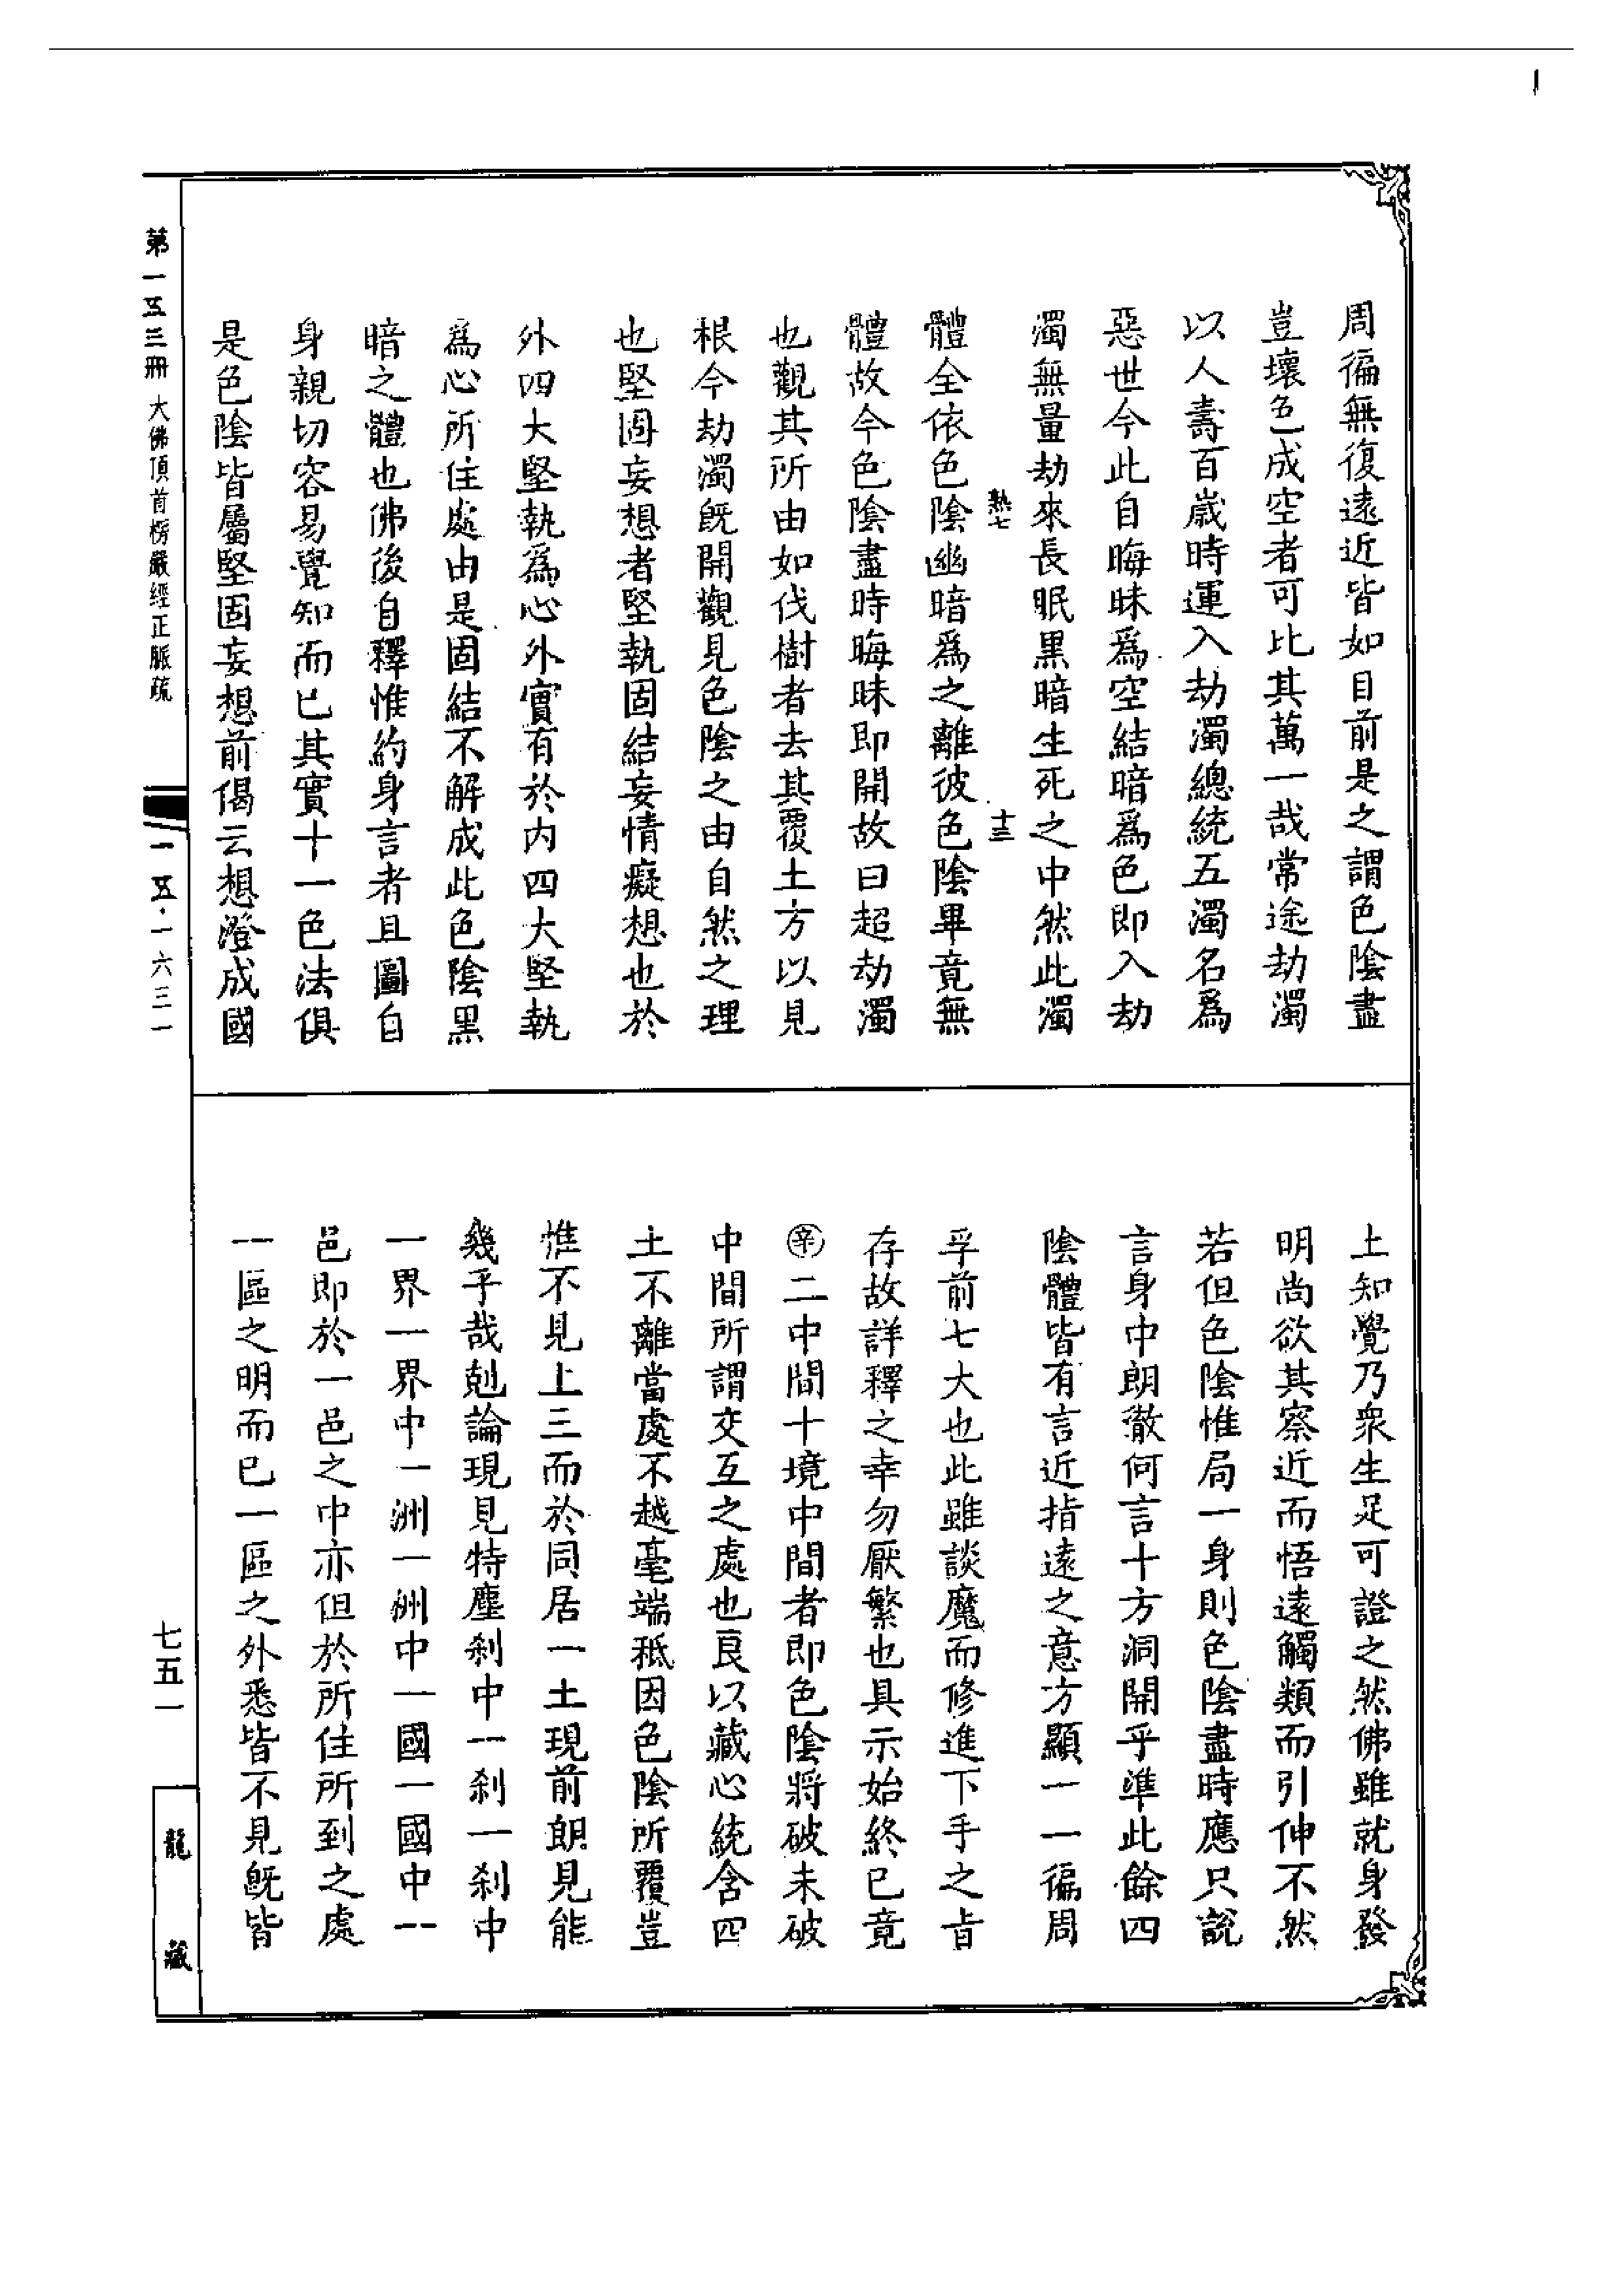 周徧無復遠近皆如目前是之謂色陰盡
豈壞色成空者可比其萬一哉常途劫濁
以人壽百歲時運入劫濁總統五濁名爲
惡世今此自晦昧爲空結暗爲色即入劫
濁無量劫來長眠黑暗生死之中然此濁
熱七
十三
體全依色陰幽暗爲之離彼色陰畢竟無
體故今色陰盡時晦昧即開故曰超劫濁
也觀其所由如伐樹者去其覆土方以見
根今劫濁旣開觀見色陰之由自然之理
也堅固妄想者堅執固結妄情癡想也於
外四大堅執爲心外實有於內四大堅執
爲心所住處由是固結不解成此色陰黑
暗之體也佛後自釋惟約身言者且圖自
身親切容易覺知而已其實十一色法俱
是色陰皆屬堅固妄想前偈云想澄成國
土知覺乃衆生足可證之然佛雖就身發
明尚欲其察近而悟遠觸類而引伸不然
若但色陰惟局一身則色陰盡時應只說
言身中朗徹何言十方洞開乎準此餘四
陰體皆有言近指遠之意方顯一一徧周
孚前七大也此雖談魔而修進下手之旨
存故詳釋之幸勿厭繁也具示始終已竟
㊛二中間十境中間者即色陰將破未破
中間所謂交互之處也良以藏心統含四
土不離當處不越毫端秪因色陰所覆豈
惟不見上三而於同居一土現前朗見能
幾乎哉剋論現見特塵刹中一刹一刹中
一界一界中一洲一洲中一國一國中一
邑即於一邑之中亦但於所住所到之處
一區之明而已一區之外悉皆不見旣皆
第一五三冊 大佛頂首楞嚴經正脈疏
一五·一六三一
七五一
龍藏